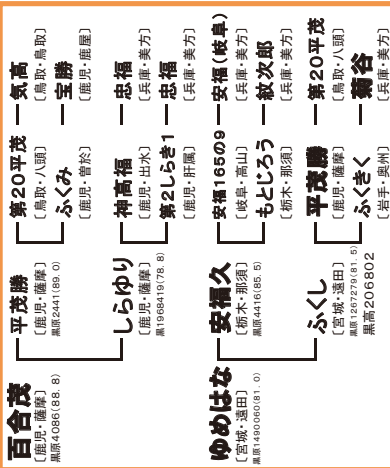 百合茂
[鹿児・薩摩]
黒原4086(88. 8)
平茂勝
[鹿児・薩摩]
黒原2441(89. 0)
第20平茂
[鳥取・八頭]
気高
[鳥取・鳥取]
ふくみ
[鹿児・曽於]
宝勝
[鹿児・鹿屋]
しらゆり
[鹿児・薩摩]
黒1968419(78. 8)
神高福
[鹿児・出水]
忠福
[兵庫・美方]
第2しらき1
[鹿児・肝属]
忠福
[兵庫・美方]
ゆめはな
[宮城・遠田]
黒原1490060(81. 0)
安福久
[栃木・那須]
黒原4416(85. 5)
安福165の9
[岐阜・高山]
安福(岐阜)
[兵庫・美方]
もとじろう
[栃木・那須]
紋次郎
[兵庫・美方]
ふくし
[宮城・遠田]
黒原1267279(81. 5)
黒高206802
平茂勝
[鹿児・薩摩]
第20平茂
[鳥取・八頭]
ふくきく
[岩手・奥州]
菊谷
[兵庫・美方]